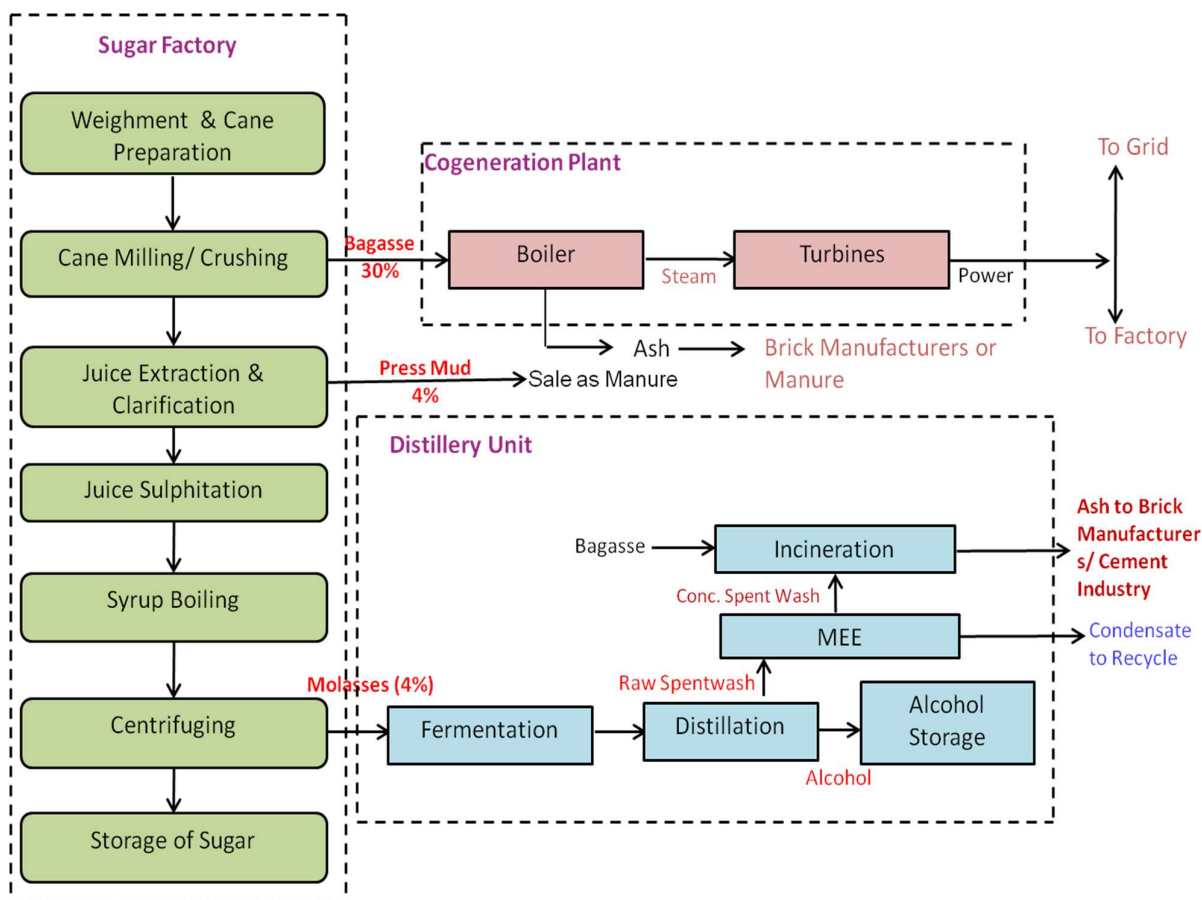 Sugar Factory
Weighment & Cane
Preparation
Cane Milling/ Crushing
Juice Extraction &
Clarification
Juice Sulphitation
Syrup Boiling
Centrifuging
Storage of Sugar
Bagasse
30%
Press Mud
4%
Molasses (4%)
Cogeneration Plant
Boiler
Steam
Turbines
Power
To Grid
To Factory
Ash
Brick Manufacturers or
Manure
Sale as Manure
Distillery Unit
Bagasse
Incineration
Ash to Brick
Manufacturer
s/ Cement
Industry
Conc. Spent Wash
MEE
Condensate
to Recycle
Raw Spentwash
Fermentation
Distillation
Alcohol
Alcohol
Storage